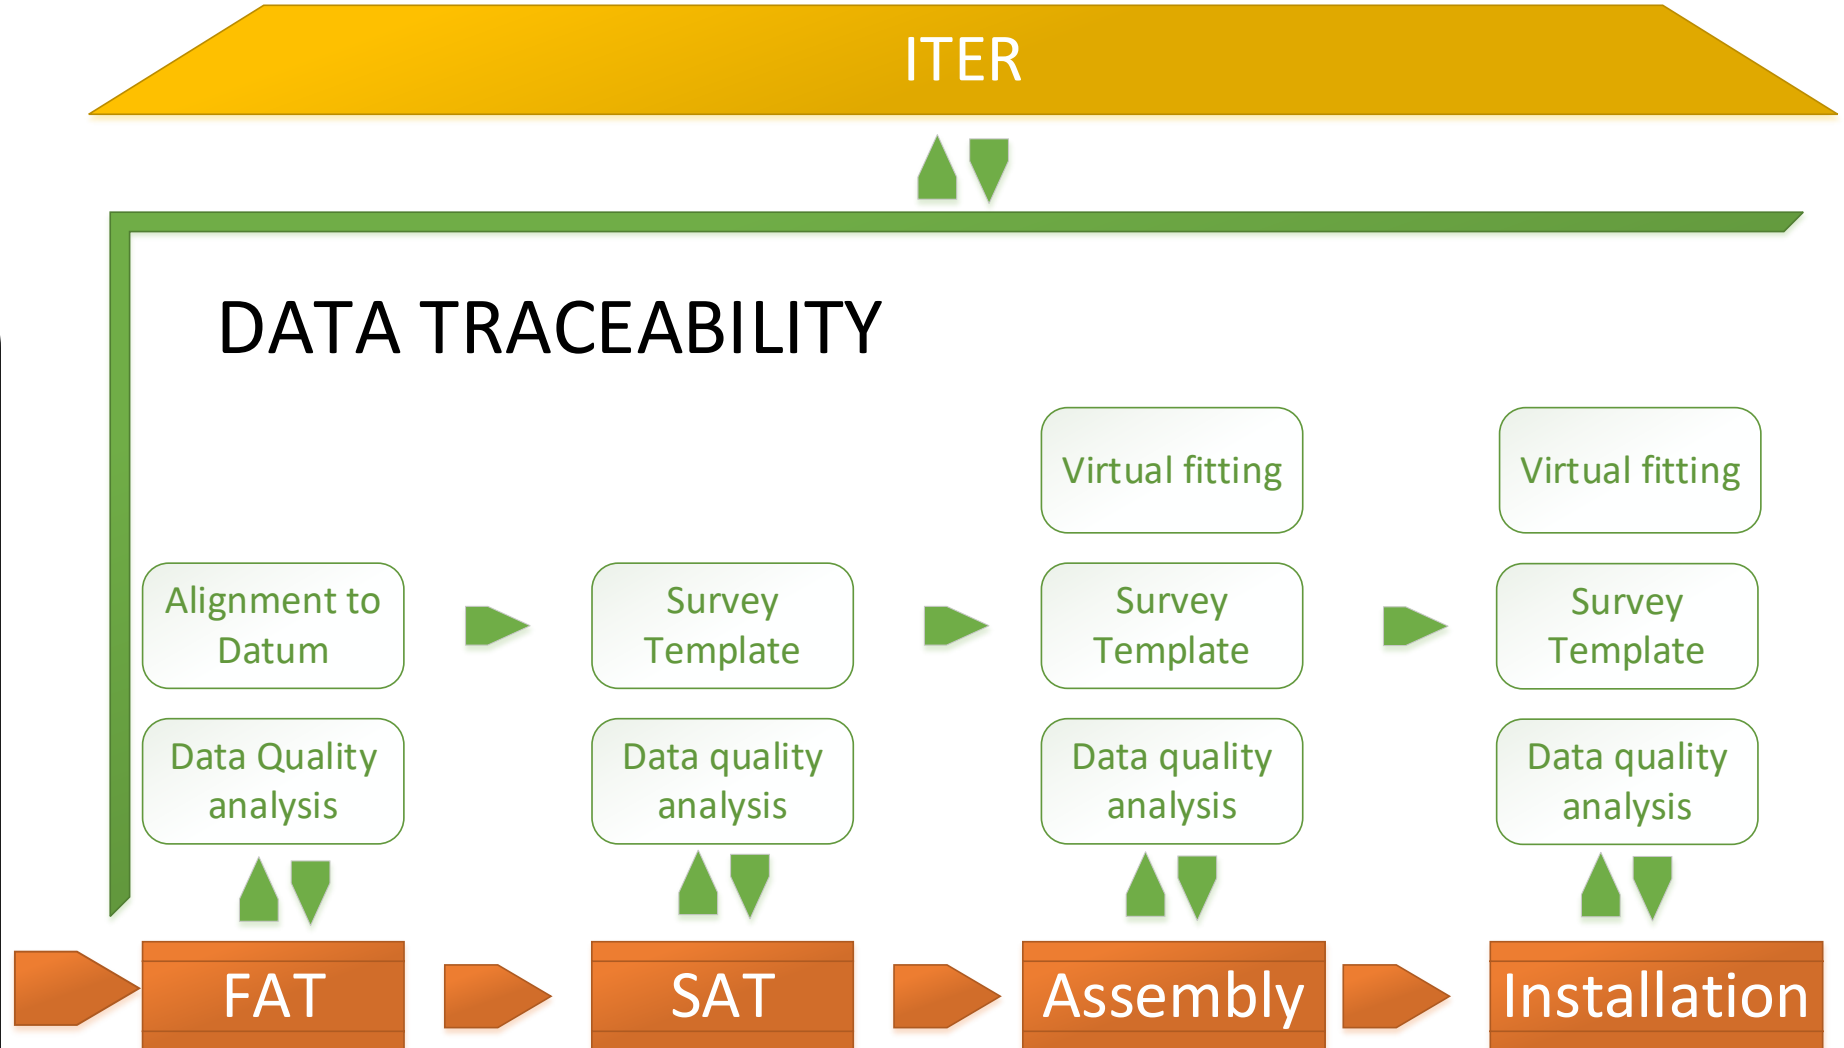 ITER
DATA TRACEABILITY
Virtual fitting
Virtual fitting
Alignment to
Datum
Survey
Template
Survey
Template
Survey
Template
Data Quality
analysis
Data quality
analysis
Data quality
analysis
Data quality
analysis
FAT
SAT
Assembly
Installation